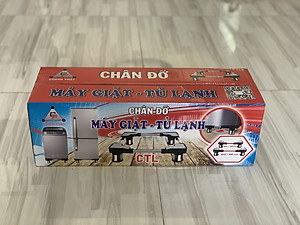 CHÂN ĐỠ
MÁY GIẶT - TỦ LẠNH
CHÂN ĐỠ
MÁY GIẶT - TỦ LẠNH
CTL